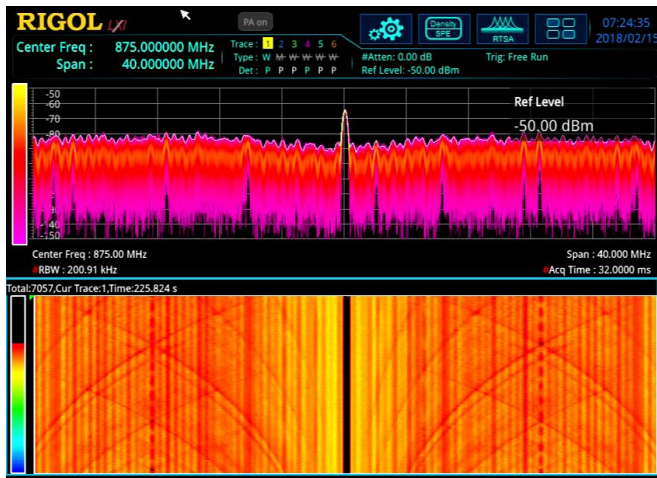 RIGOL LXI
PA on
Density
SPE
RTSA
07:24:35
2018/02/15
Center Freq : 875.000000 MHz
Span : 40.000000 MHz
Trace : 1 2 3 4 5 6
Type : W W W W W W
Det : P P P P P P
#Atten: 0.00 dB
Trig: Free Run
Ref Level: -50.00 dBm
-50
-60
-70
-80
Ref Level
-50.00 dBm
-150
Center Freq : 875.00 MHz
Span : 40.000 MHz
#RBW : 200.91 kHz
#Acq Time : 32.0000 ms
Total:7057,Cur Trace:1,Time:225.824 s